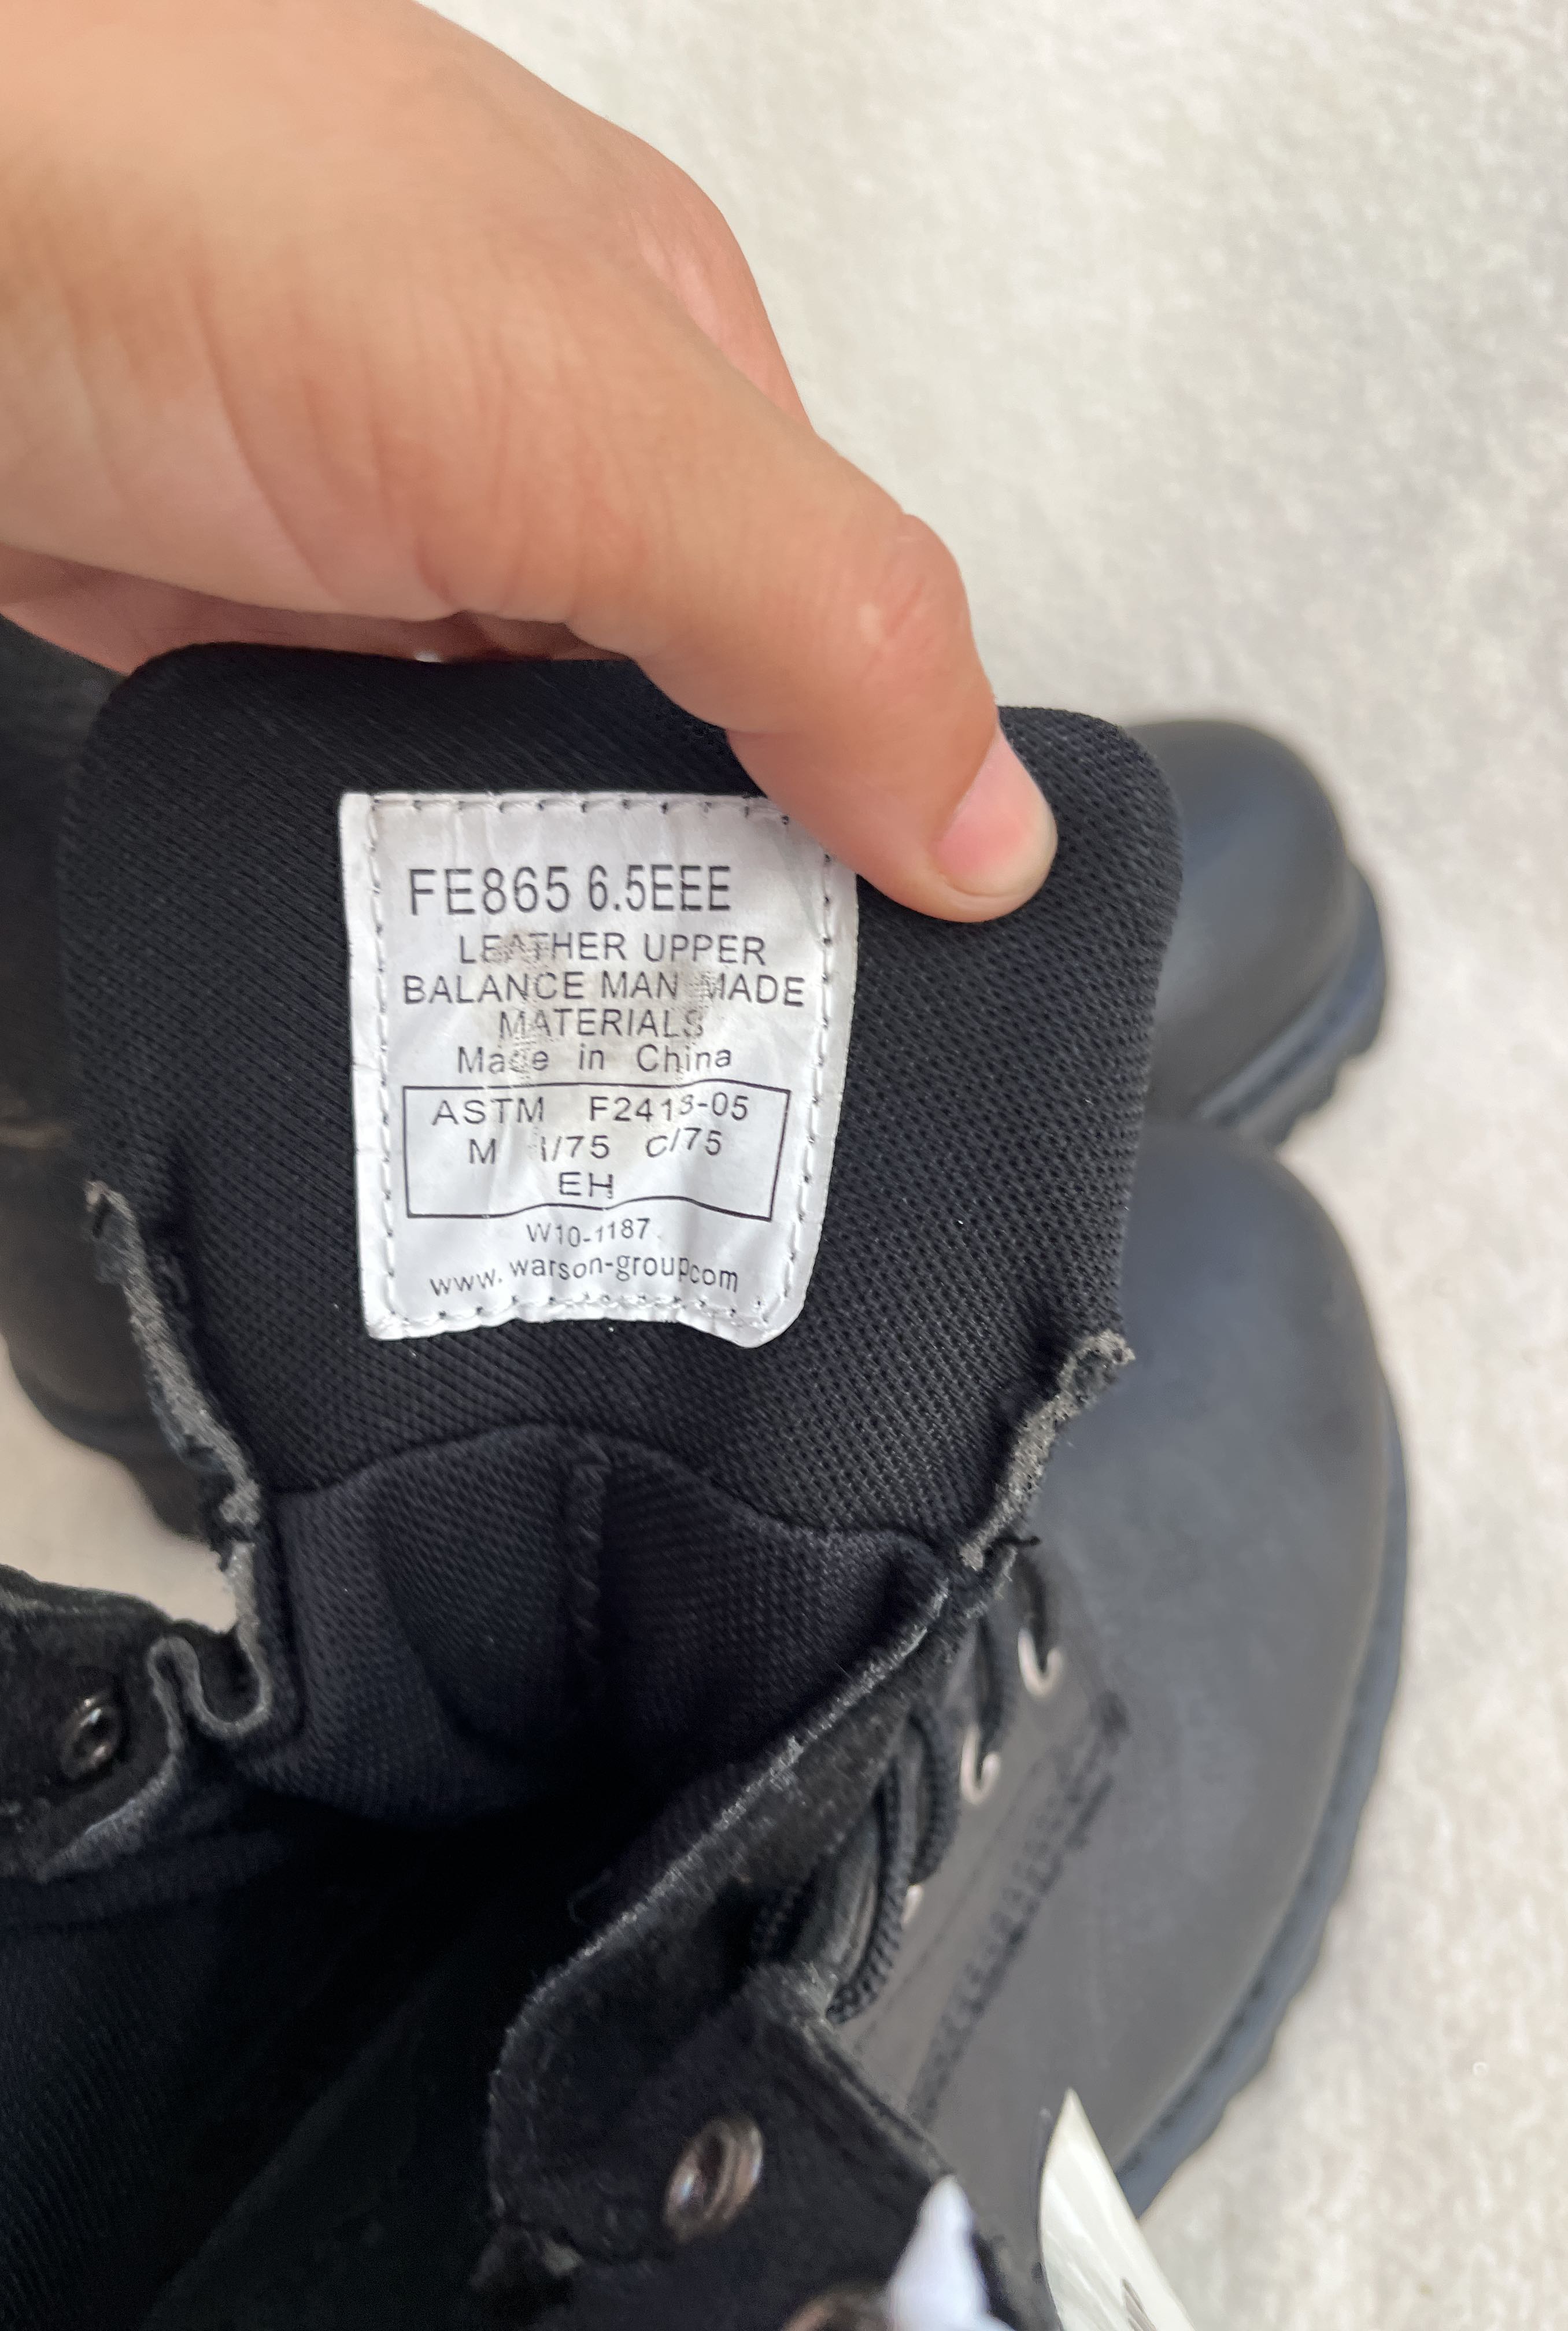 FE865 6.5EEE
LEATHER UPPER
BALANCE MAN MADE
MATERIALS
Made in China
ASTM F2413-05
M I/75 C/75
EH
W10-1187
www.warson-group.com